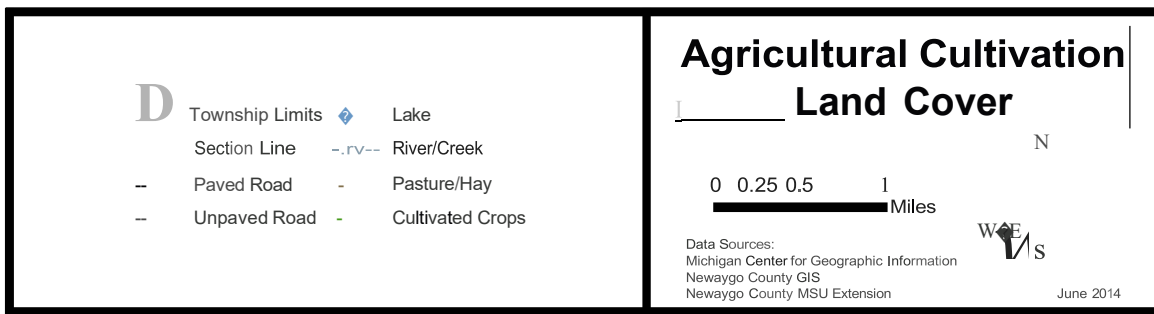 D Township Limits � Lake
Section Line -.rv-- River/Creek
-- Paved Road - Pasture/Hay
-- Unpaved Road - Cultivated Crops
Agricultural Cultivation
I Land Cover
N
0 0.25 0.5 1
Miles
W�E
S
Data Sources:
Michigan Center for Geographic Information
Newaygo County GIS
Newaygo County MSU Extension June 2014